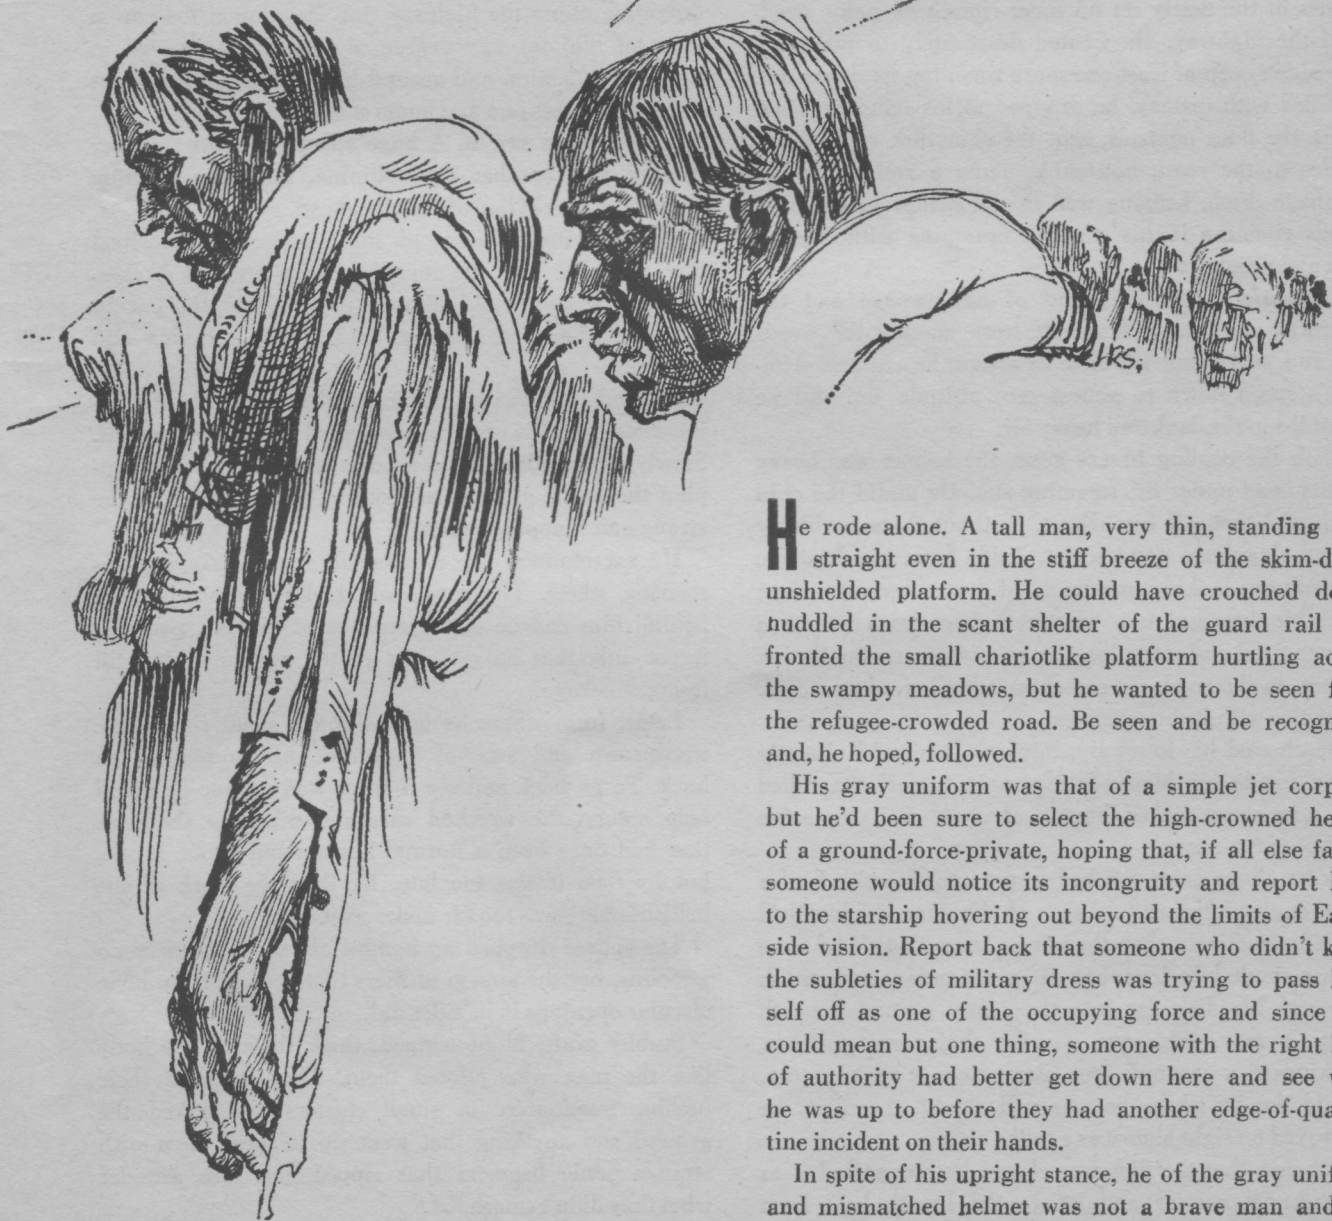 J.R.S.
He rode alone. A tall man, very thin, standing
straight even in the stiff breeze of the skim-d
unshielded platform. He could have crouched d
huddled in the scant shelter of the guard rail
fronted the small chariotlike platform hurtling ac
the swampy meadows, but he wanted to be seen f
the refugee-crowded road. Be seen and be recogn
and, he hoped, followed.
His gray uniform was that of a simple jet corp
but he'd been sure to select the high-crowned he
of a ground-force-private, hoping that, if all else fa
someone would notice its incongruity and report
to the starship hovering out beyond the limits of Ea
side vision. Report back that someone who didn't k
the subleties of military dress was trying to pass
self off as one of the occupying force and since
could mean but one thing, someone with the right
of authority had better get down here and see
he was up to before they had another edge-of-qua
tine incident on their hands.
In spite of his upright stance, he of the gray unif
and mismatched helmet was not a brave man and